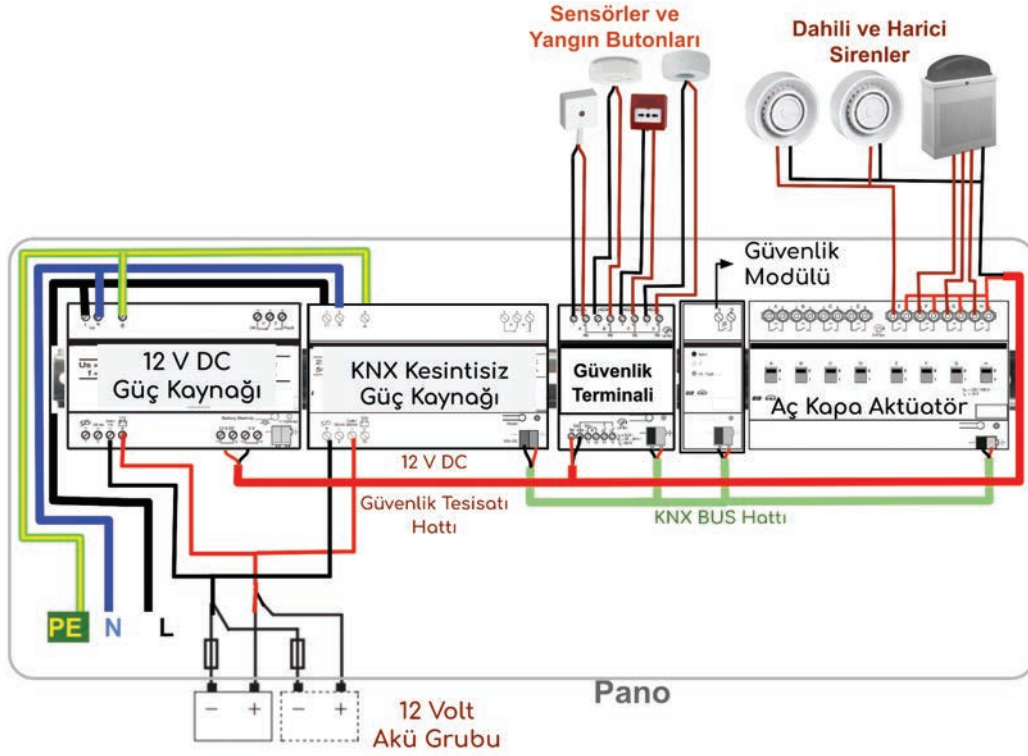 Sensörler ve
Yangın Butonları
Dahili ve Harici
Sirenler
Güvenlik
Modülü
12 V DC
Güç Kaynağı
KNX Kesintisiz
Güç Kaynağı
Güvenlik
Terminali
Aç Kapa Aktüatör
12 V DC
Güvenlik Tesisatı
Hattı
KNX BUS Hattı
PE N L
Pano
- + - +
12 Volt
Akü Grubu